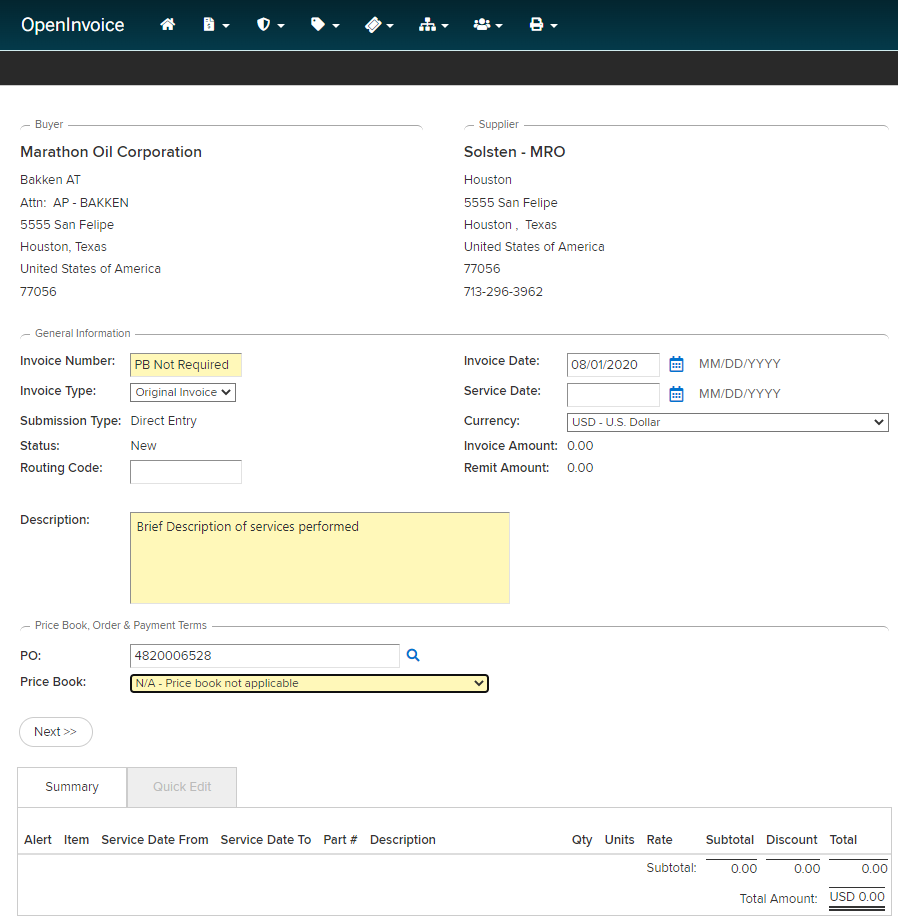 OpenInvoice
Buyer
Marathon Oil Corporation
Bakken AT
Attn: AP - BAKKEN
5555 San Felipe
Houston, Texas
United States of America
77056
Supplier
Solsten - MRO
Houston
5555 San Felipe
Houston , Texas
United States of America
77056
713-296-3962
General Information
Invoice Number: PB Not Required
Invoice Type: Original Invoice
Submission Type: Direct Entry
Status: New
Routing Code:
Invoice Date: 08/01/2020 MM/DD/YYYY
Service Date: MM/DD/YYYY
Currency: USD - U.S. Dollar
Invoice Amount: 0.00
Remit Amount: 0.00
Description: Brief Description of services performed
Price Book, Order & Payment Terms
PO: 4820006528
Price Book: N/A - Price book not applicable
Next >>
Summary Quick Edit
Alert Item Service Date From Service Date To Part # Description Qty Units Rate Subtotal Discount Total
Subtotal: 0.00 0.00 0.00
Total Amount: USD 0.00